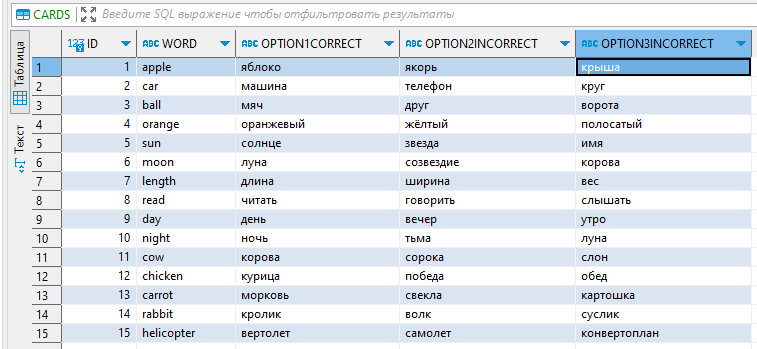 CARDS Введите SQL выражение чтобы отфильтровать результаты
Таблица
Текст
123 ID ABC WORD ABC OPTION1CORRECT ABC OPTION2INCORRECT ABC OPTION3INCORRECT
1 1 apple яблоко якорь крыша
2 2 car машина телефон круг
3 3 ball мяч друг ворота
4 4 orange оранжевый жёлтый полосатый
5 5 sun солнце звезда имя
6 6 moon луна созвездие корова
7 7 length длина ширина вес
8 8 read читать говорить слышать
9 9 day день вечер утро
10 10 night ночь тьма луна
11 11 cow корова сорока слон
12 12 chicken курица победа обед
13 13 carrot морковь свекла картошка
14 14 rabbit кролик волк суслик
15 15 helicopter вертолет самолет конвертоплан